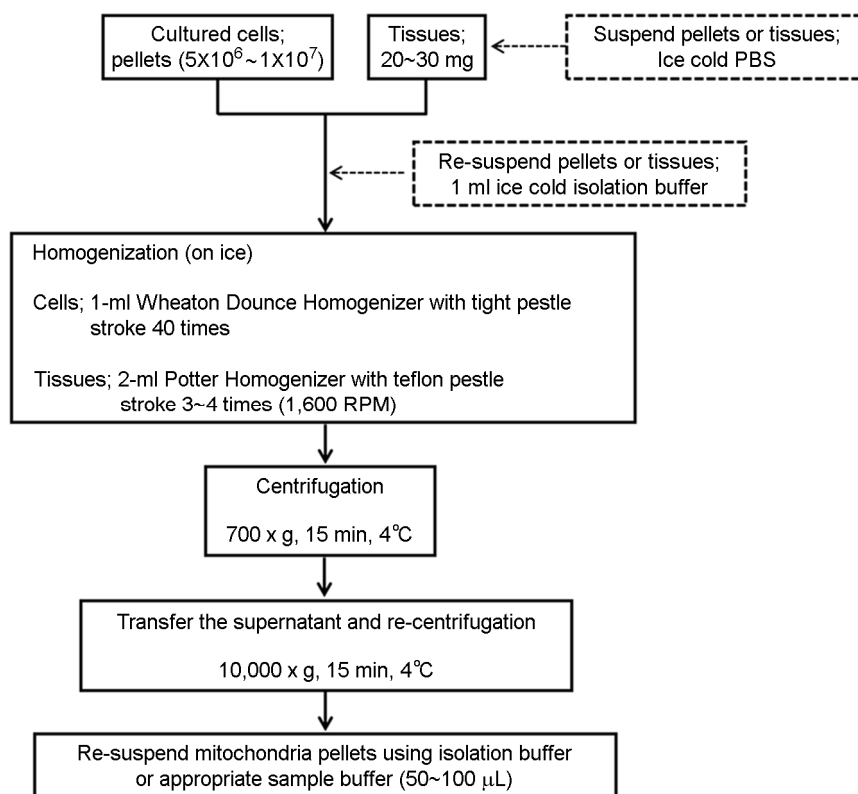 Cultured cells;
pellets (5X10⁶~1X10⁷)
Tissues;
20~30 mg
Suspend pellets or tissues;
Ice cold PBS
Re-suspend pellets or tissues;
1 ml ice cold isolation buffer
Homogenization (on ice)
Cells; 1-ml Wheaton Dounce Homogenizer with tight pestle
stroke 40 times
Tissues; 2-ml Potter Homogenizer with teflon pestle
stroke 3~4 times (1,600 RPM)
Centrifugation
700 x g, 15 min, 4℃
Transfer the supernatant and re-centrifugation
10,000 x g, 15 min, 4℃
Re-suspend mitochondria pellets using isolation buffer
or appropriate sample buffer (50~100 μL)